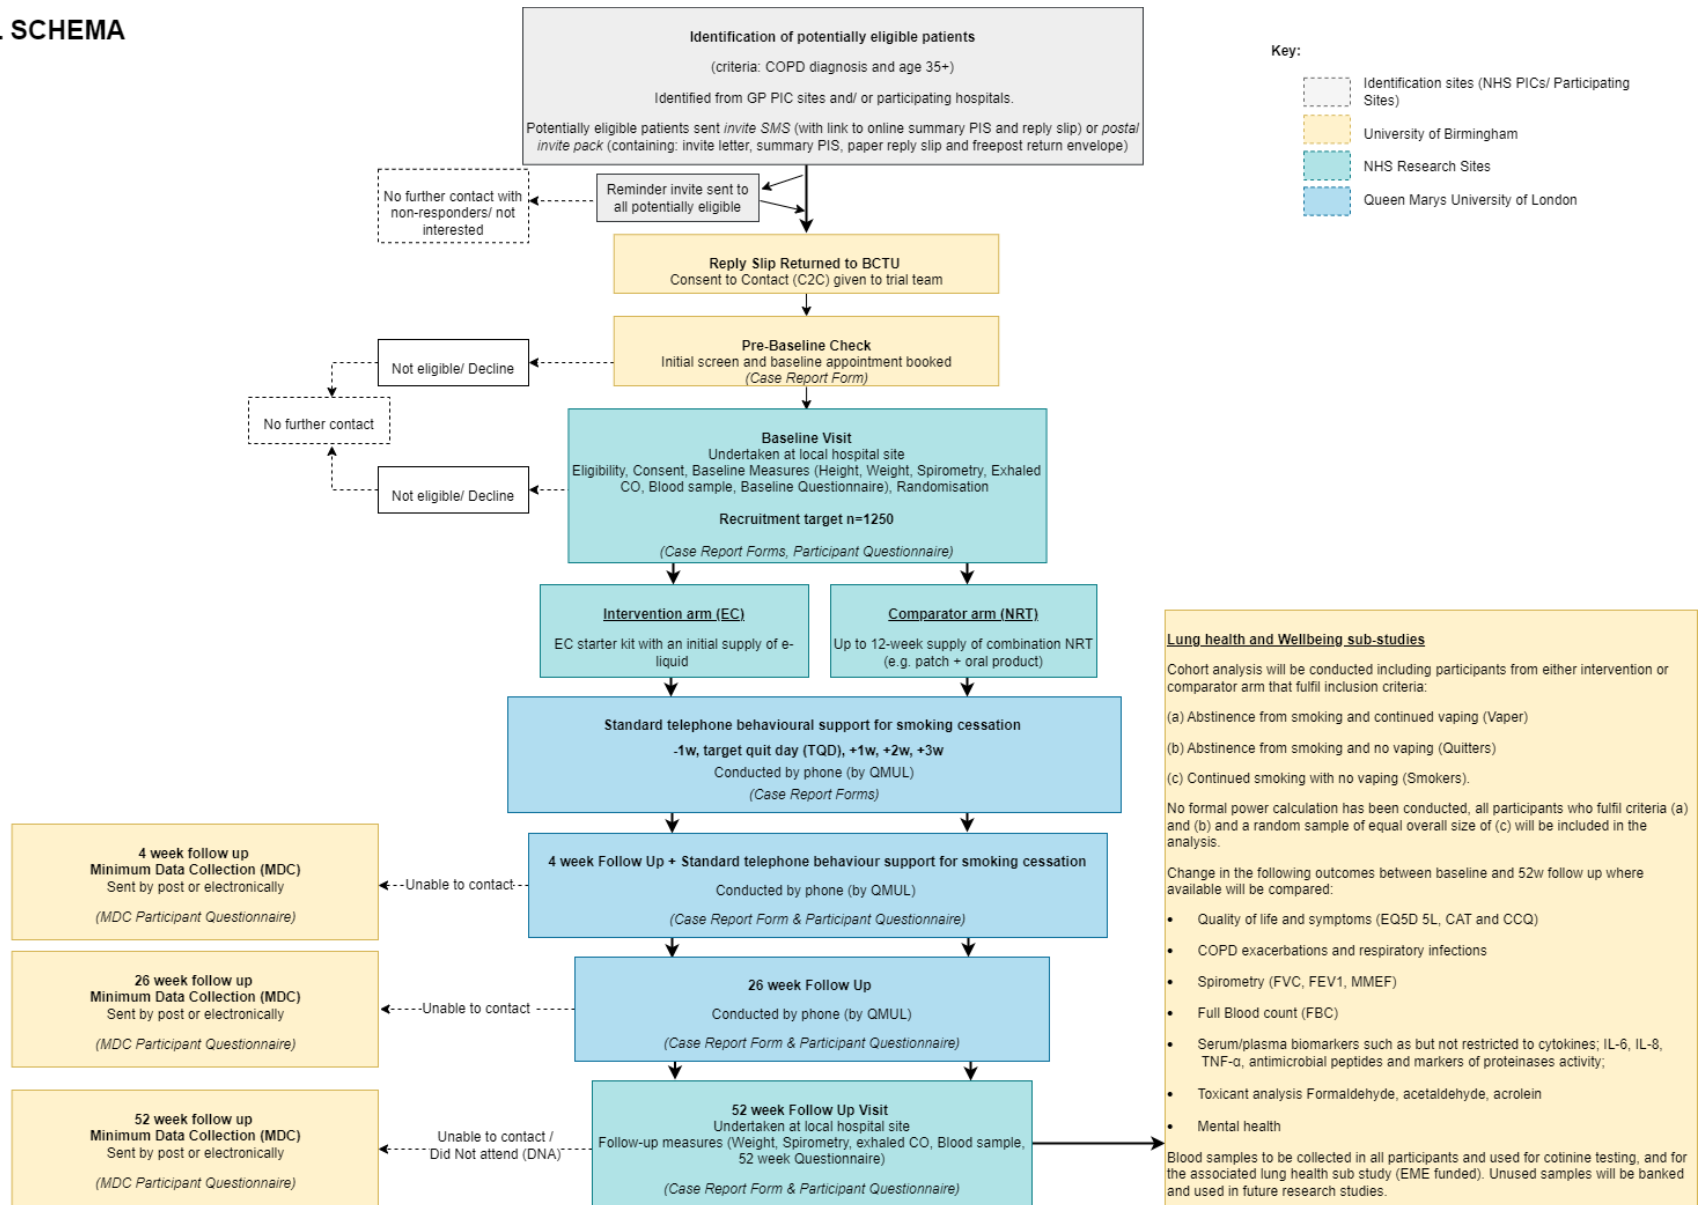 . SCHEMA
Identification of potentially eligible patients
(criteria: COPD diagnosis and age 35+)
Identified from GP PIC sites and/ or participating hospitals.
Potentially eligible patients sent invite SMS (with link to online summary PIS and reply slip) or postal
invite pack (containing: invite letter, summary PIS, paper reply slip and freepost return envelope)
Key:
Identification sites (NHS PICs/ Participating
Sites)
University of Birmingham
NHS Research Sites
Queen Marys University of London
Reminder invite sent to
all potentially eligible
No further contact with
non-responders/ not
interested
Reply Slip Returned to BCTU
Consent to Contact (C2C) given to trial team
Pre-Baseline Check
Initial screen and baseline appointment booked
(Case Report Form)
Not eligible/ Decline
No further contact
Not eligible/ Decline
Baseline Visit
Undertaken at local hospital site
Eligibility, Consent, Baseline Measures (Height, Weight, Spirometry, Exhaled
CO, Blood sample, Baseline Questionnaire), Randomisation
Recruitment target n=1250
(Case Report Forms, Participant Questionnaire)
Intervention arm (EC)
EC starter kit with an initial supply of e-
liquid
Comparator arm (NRT)
Up to 12-week supply of combination NRT
(e.g. patch + oral product)
Standard telephone behavioural support for smoking cessation
-1w, target quit day (TQD), +1w, +2w, +3w
Conducted by phone (by QMUL)
(Case Report Forms)
4 week Follow Up + Standard telephone behaviour support for smoking cessation
Conducted by phone (by QMUL)
(Case Report Form & Participant Questionnaire)
Unable to contact
4 week follow up
Minimum Data Collection (MDC)
Sent by post or electronically
(MDC Participant Questionnaire)
26 week Follow Up
Conducted by phone (by QMUL)
(Case Report Form & Participant Questionnaire)
Unable to contact
26 week follow up
Minimum Data Collection (MDC)
Sent by post or electronically
(MDC Participant Questionnaire)
52 week Follow Up Visit
Undertaken at local hospital site
Follow-up measures (Weight, Spirometry, exhaled CO, Blood sample,
52 week Questionnaire)
(Case Report Form & Participant Questionnaire)
Unable to contact /
Did Not attend (DNA)
52 week follow up
Minimum Data Collection (MDC)
Sent by post or electronically
(MDC Participant Questionnaire)
Lung health and Wellbeing sub-studies
Cohort analysis will be conducted including participants from either intervention or
comparator arm that fulfil inclusion criteria:
(a) Abstinence from smoking and continued vaping (Vaper)
(b) Abstinence from smoking and no vaping (Quitters)
(c) Continued smoking with no vaping (Smokers).
No formal power calculation has been conducted, all participants who fulfil criteria (a)
and (b) and a random sample of equal overall size of (c) will be included in the
analysis.
Change in the following outcomes between baseline and 52w follow up where
available will be compared:
• Quality of life and symptoms (EQ5D 5L, CAT and CCQ)
• COPD exacerbations and respiratory infections
• Spirometry (FVC, FEV1, MMEF)
• Full Blood count (FBC)
• Serum/plasma biomarkers such as but not restricted to cytokines; IL-6, IL-8,
TNF-α, antimicrobial peptides and markers of proteinases activity;
• Toxicant analysis Formaldehyde, acetaldehyde, acrolein
• Mental health
Blood samples to be collected in all participants and used for cotinine testing, and for
the associated lung health sub study (EME funded). Unused samples will be banked
and used in future research studies.